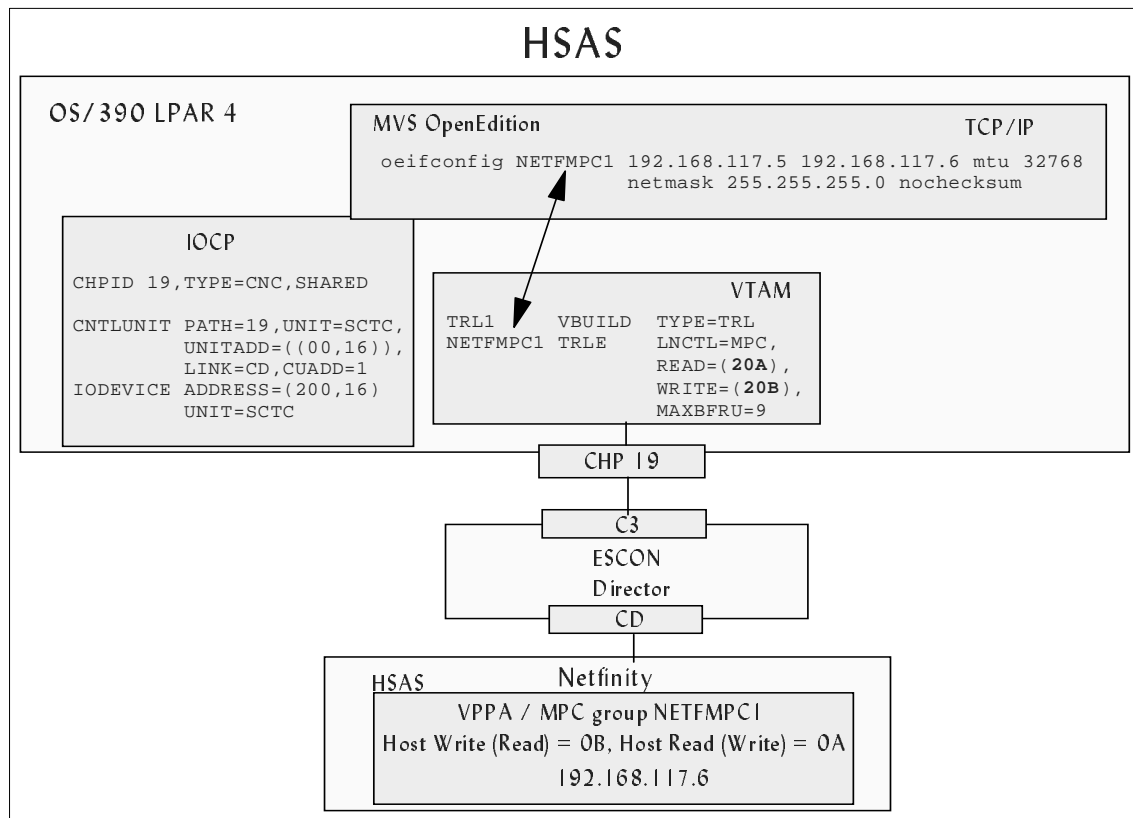 HSAS
OS/390 LPAR 4
MVS OpenEdition TCP/IP
oeifconfig NETFMPC1 192.168.117.5 192.168.117.6 mtu 32768
netmask 255.255.255.0 nochecksum
IOCP
CHPID 19,TYPE=CNC,SHARED
CNTLUNIT PATH=19,UNIT=SCTC,
UNITADD=((00,16)),
LINK=CD,CUADD=1
IODEVICE ADDRESS=(200,16)
UNIT=SCTC
VTAM
TRL1 VBUILD TYPE=TRL
NETFMPC1 TRLE LNCTL=MPC,
READ=(20A),
WRITE=(20B),
MAXBFRU=9
CHP 19
C3
ESCON
Director
CD
Netfinity
HSAS
VPPA / MPC group NETFMPC1
Host Write (Read) = 0B, Host Read (Write) = 0A
192.168.117.6